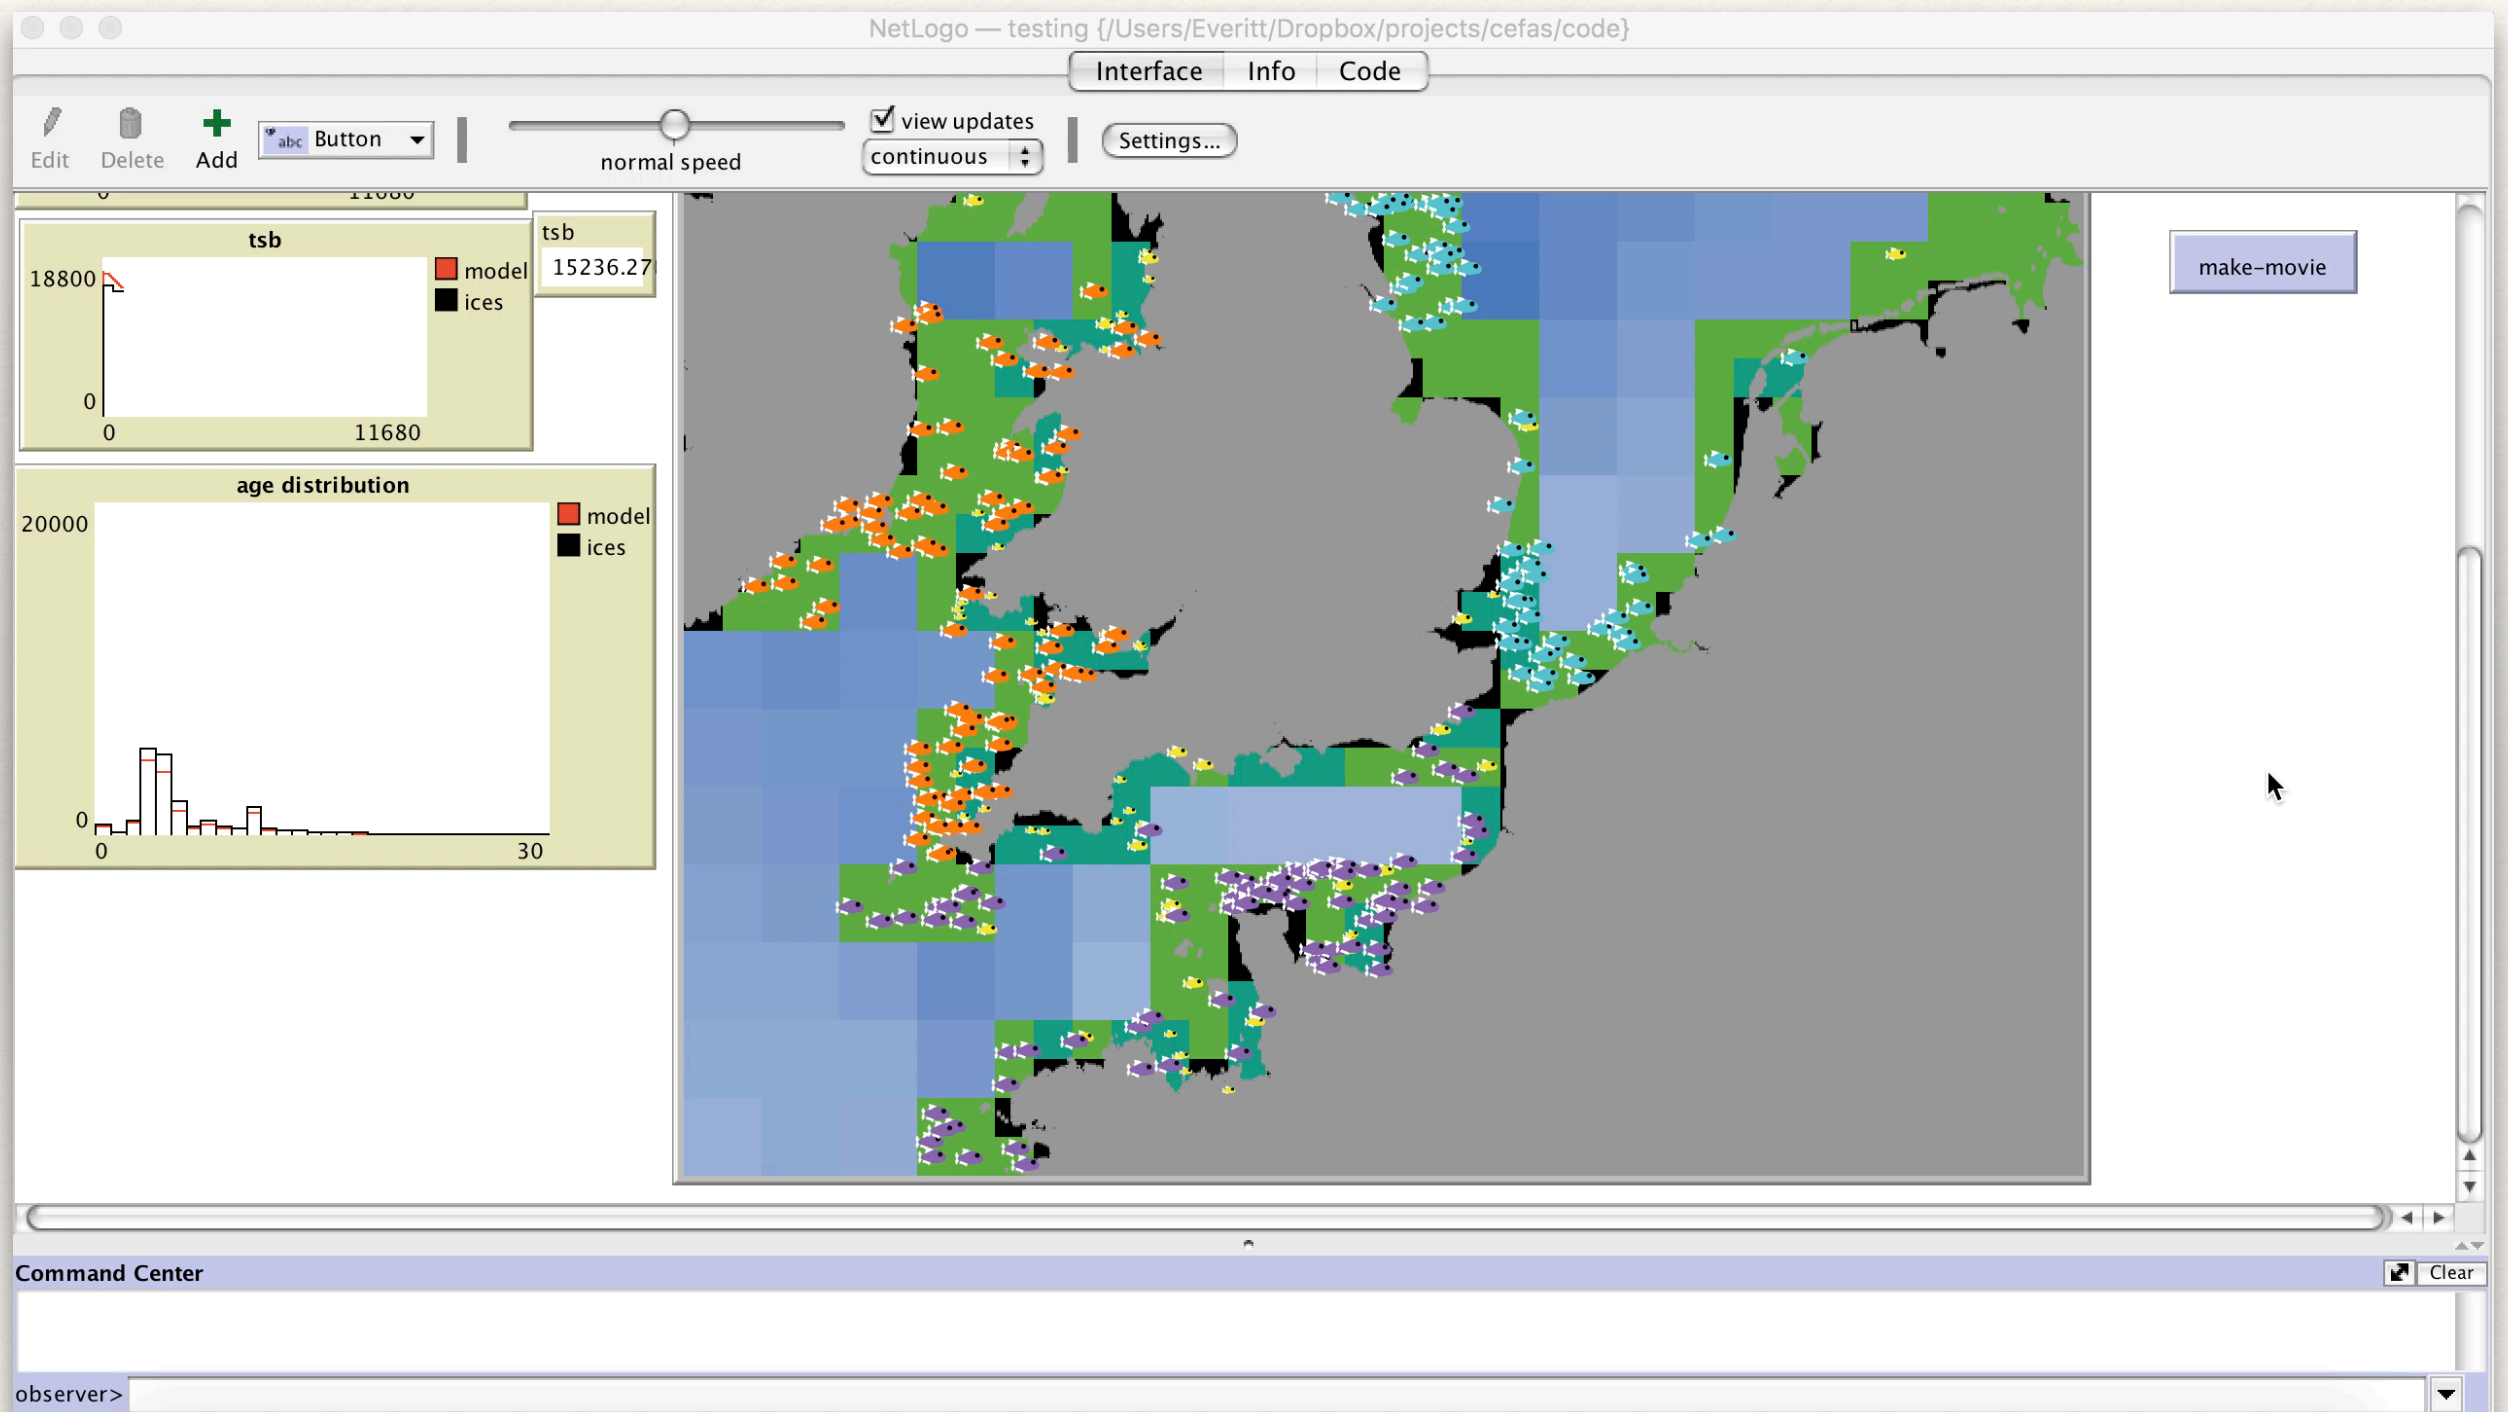 NetLogo — testing {/Users/Everitt/Dropbox/projects/cefas/code}
Interface Info Code
Edit Delete Add abc Button normal speed view updates continuous Settings...
0 11680
tsb
18800
0
0 11680
model
ices
tsb
15236.27
make-movie
age distribution
20000
0
0 30
model
ices
Command Center Clear
observer>